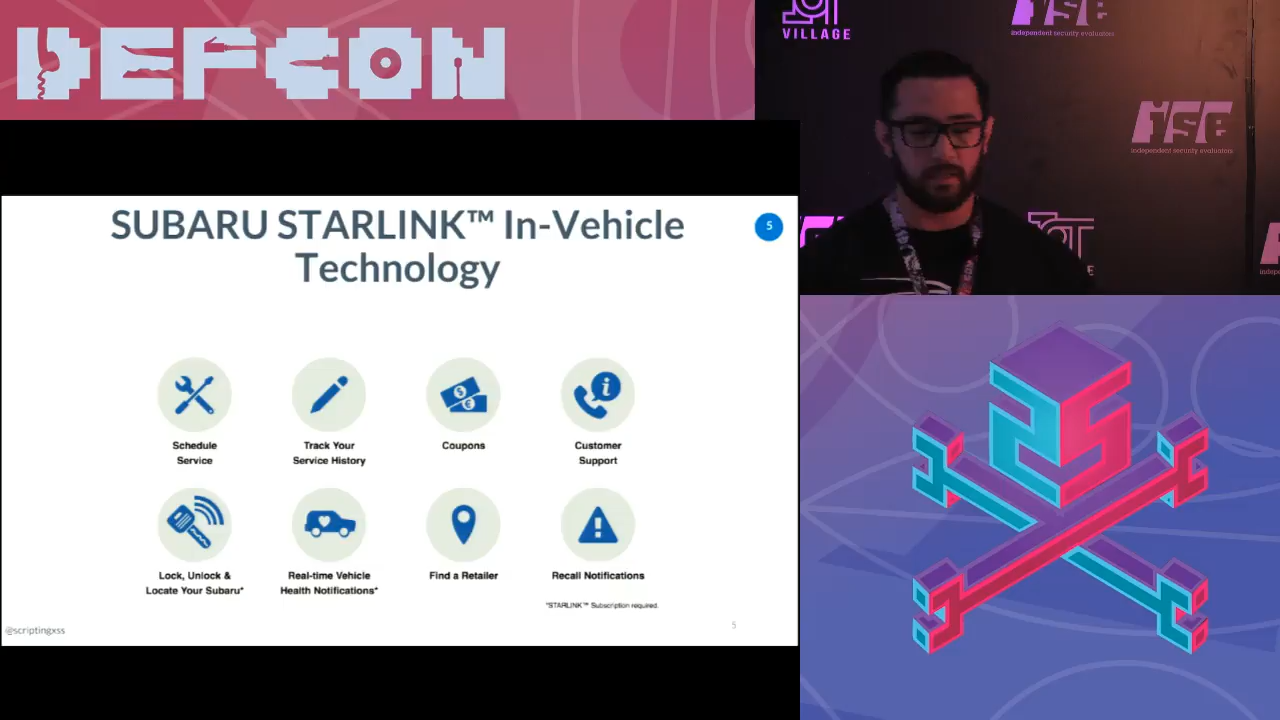 DEFCON
VILLAGE
ISE
independent security evaluators
ISE
independent security evaluators
SUBARU STARLINK™ In-Vehicle
Technology
5
Schedule
Service
Track Your
Service History
Coupons
Customer
Support
Lock, Unlock &
Locate Your Subaru*
Real-time Vehicle
Health Notifications*
Find a Retailer
Recall Notifications
*STARLINK™ Subscription required.
@scriptingxss
5